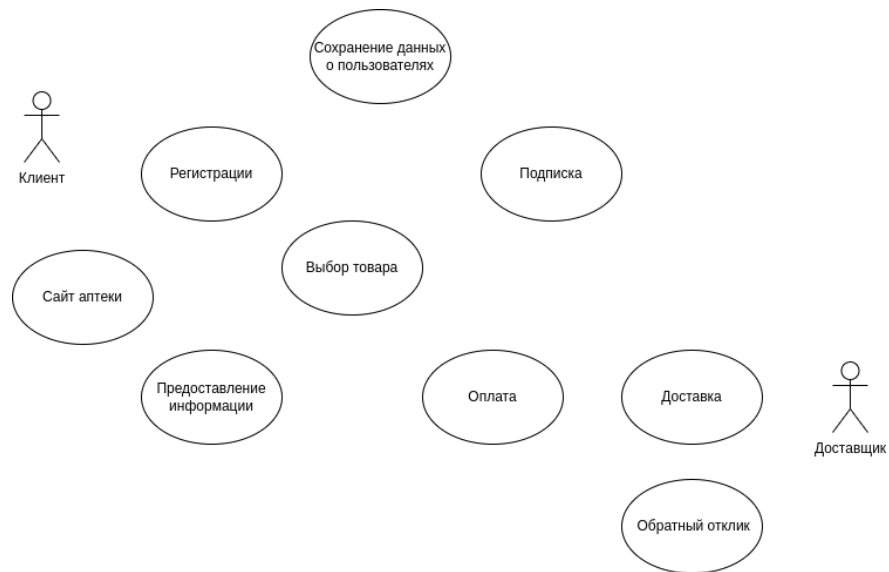 Сохранение данных
о пользователях
Клиент
Регистрации
Подписка
Выбор товара
Сайт аптеки
Предоставление
информации
Оплата
Доставка
Доставщик
Обратный отклик